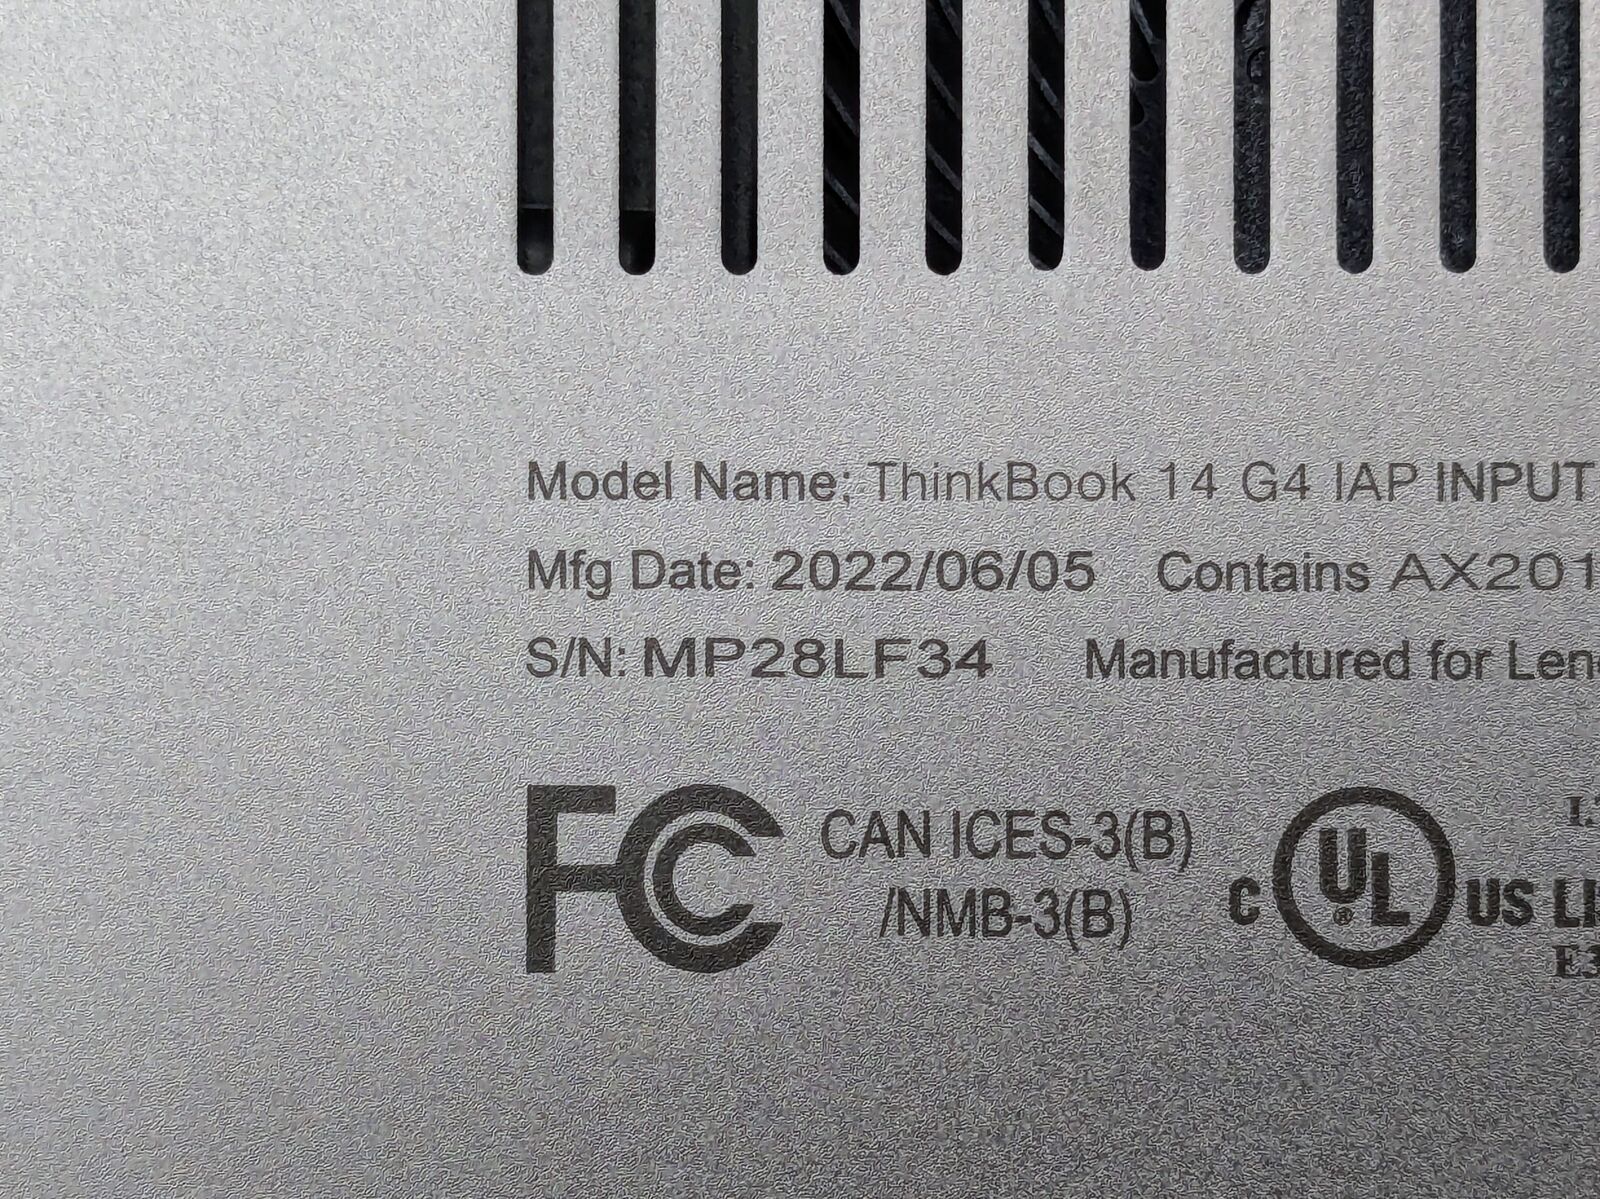 Model Name: ThinkBook 14 G4 IAP INPUT
Mfg Date: 2022/06/05 Contains AX201
S/N: MP28LF34 Manufactured for
FC CAN ICES-3(B)
/NMB-3(B)
C UL® US